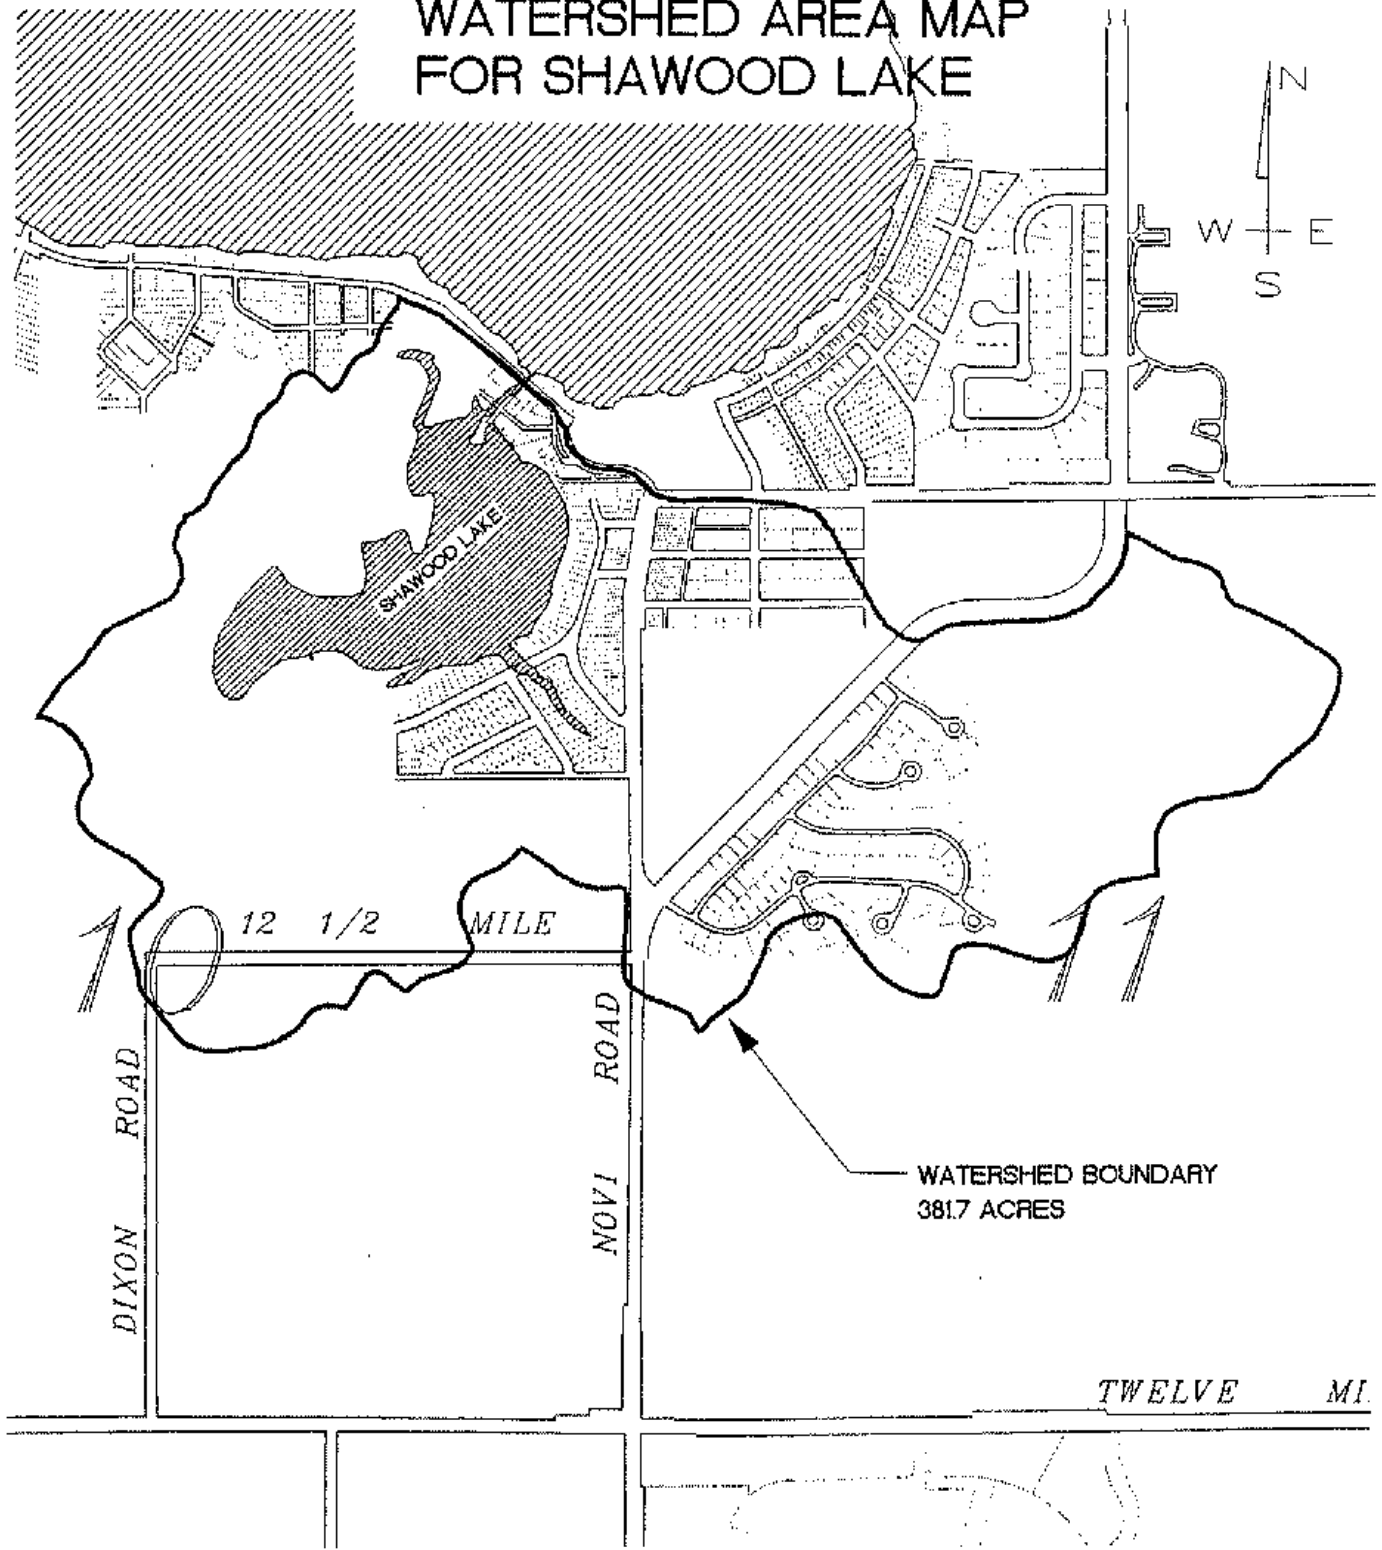 WATERSHED AREA MAP
FOR SHAWOOD LAKE
N
W E
S
SHAWOOD LAKE
10
12 1/2 MILE
11
DIXON ROAD
NOVI ROAD
WATERSHED BOUNDARY
381.7 ACRES
TWELVE MI.